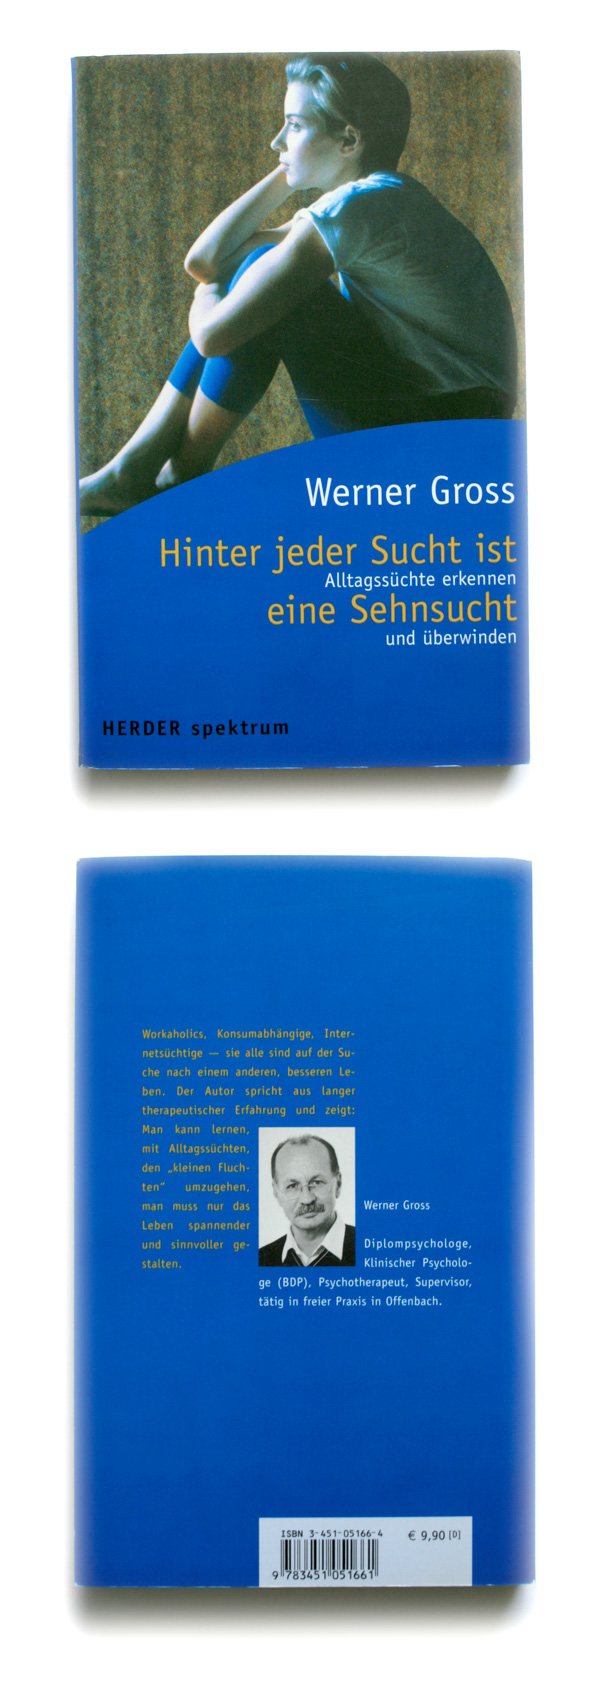 Werner Gross
Hinter jeder Sucht ist
Alltagssüchte erkennen
eine Sehnsucht
und überwinden
HERDER spektrum
Workaholics, Konsumabhängige, Inter-
netsüchtige — sie alle sind auf der Su-
che nach einem anderen, besseren Le-
ben. Der Autor spricht aus langer
therapeutischer Erfahrung und zeigt:
Man kann lernen,
mit Alltagssüchten,
den „kleinen Fluch-
ten“ umzugehen,
man muss nur das
Leben spannender
und sinnvoller ge-
stalten.
Werner Gross
Diplompsychologe,
Klinischer Psycholo-
ge (BDP), Psychotherapeut, Supervisor,
tätig in freier Praxis in Offenbach.
ISBN 3-451-05166-4
€ 9,90 [D]
9 783451 051661